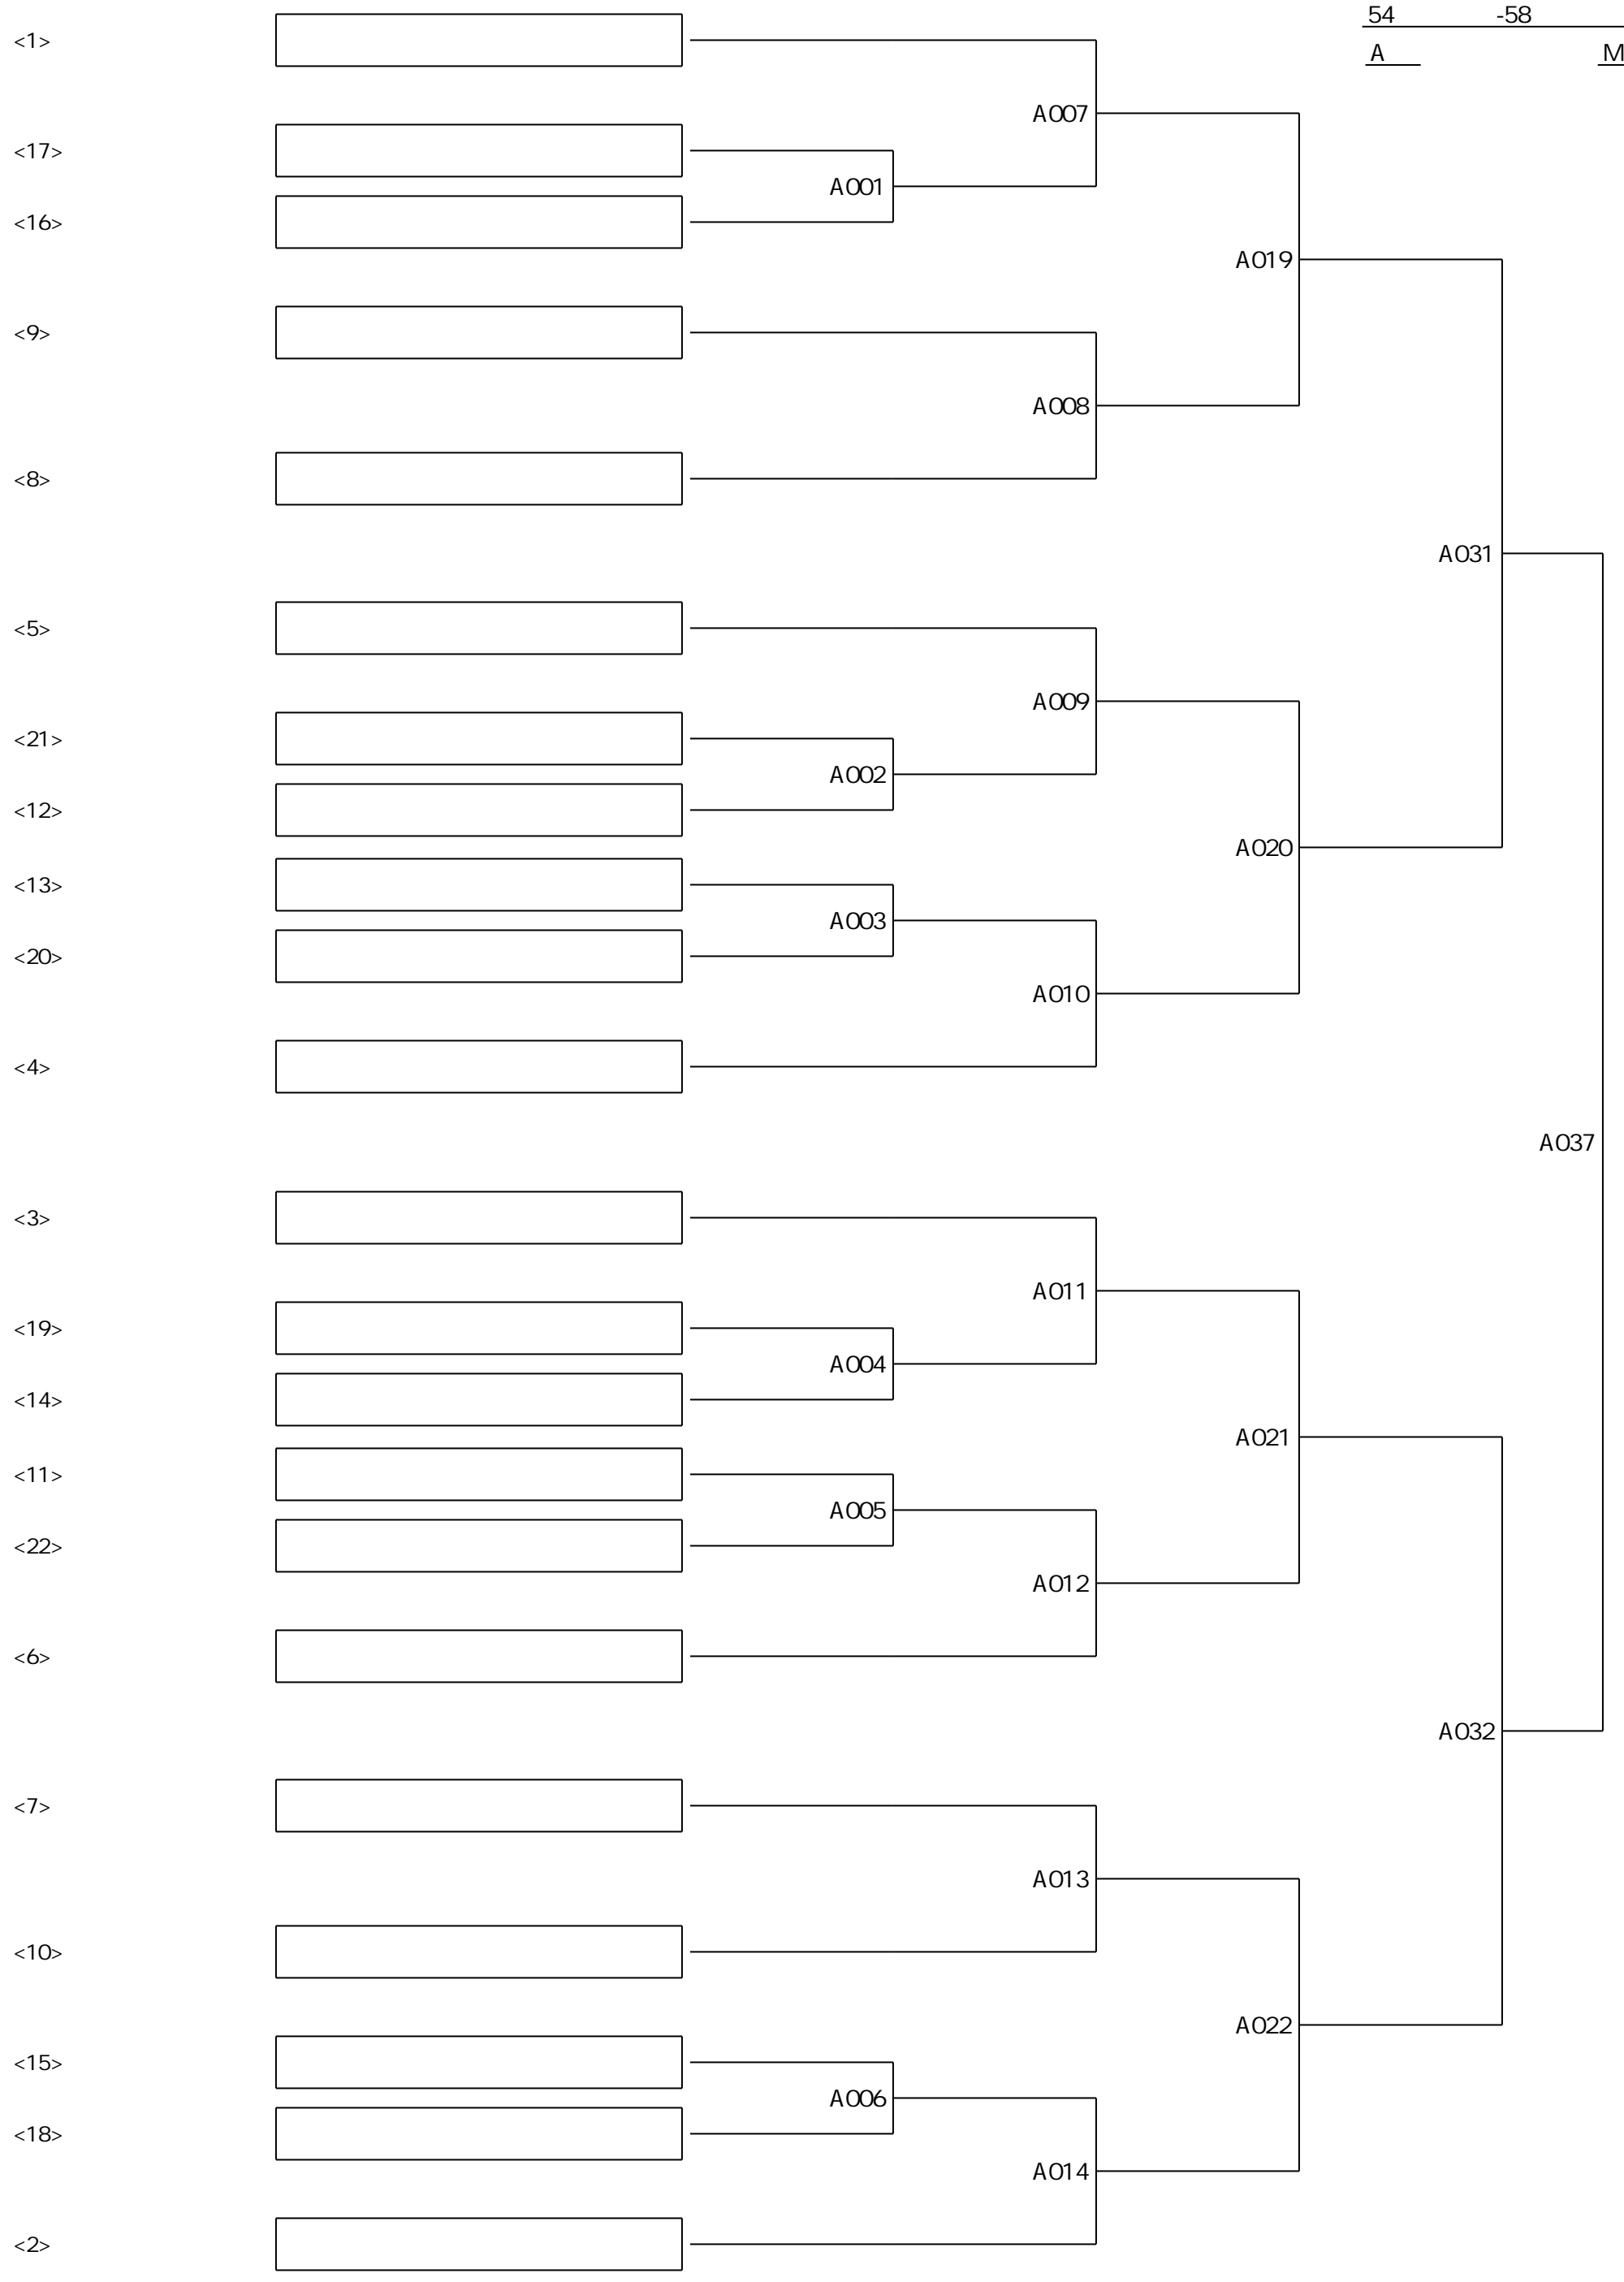 54 -58
<1>
A M
A007
<17>
A001
<16>
A019
<9>
A008
<8>
A031
<5>
A009
<21>
A002
<12>
A020
<13>
A003
<20>
A010
<4>
A037
<3>
A011
<19>
A004
<14>
A021
<11>
A005
<22>
A012
<6>
A032
<7>
A013
<10>
A022
<15>
A006
<18>
A014
<2>